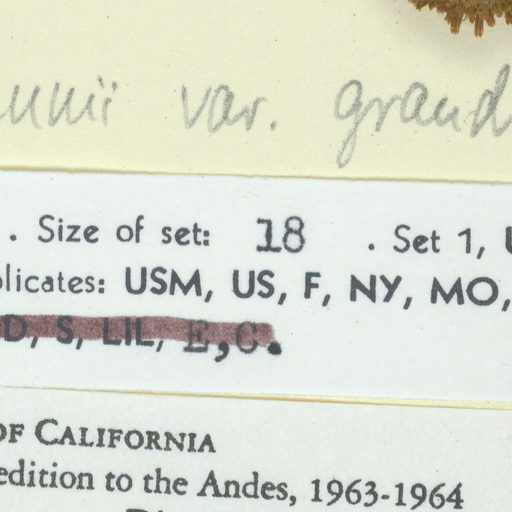 var. grand
. Size of set: 18 . Set 1, U
plicates: USM, US, F, NY, MO,
D, S, LIL, E,C.
OF CALIFORNIA
edition to the Andes, 1963-1964